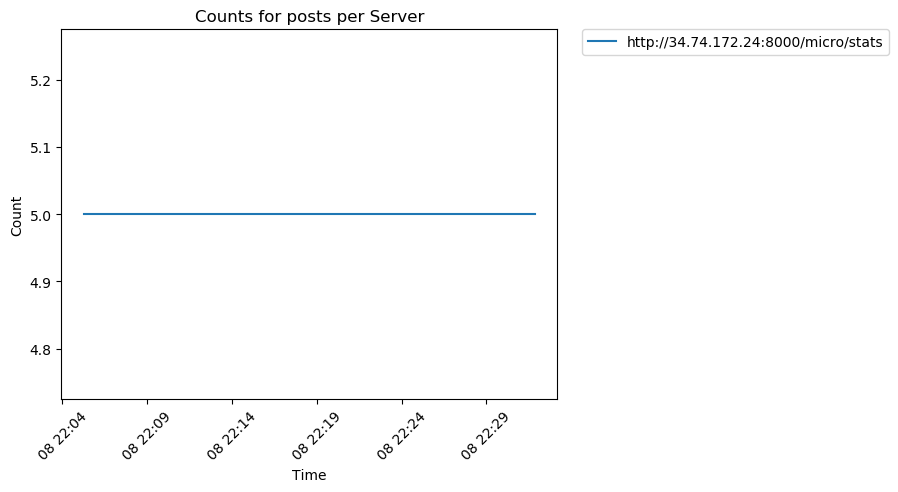 Counts for posts per Server
http://34.74.172.24:8000/micro/stats
5.2
5.1
5.0
4.9
4.8
Count
08 22:04
08 22:09
08 22:14
08 22:19
08 22:24
08 22:29
Time